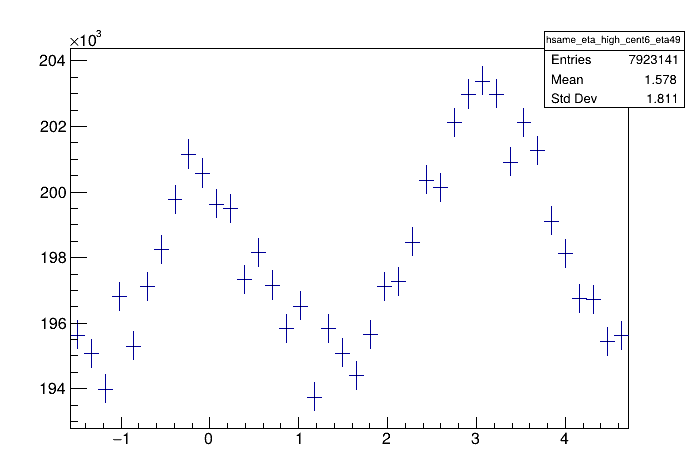 ×10³
hsame_eta_high_cent6_eta49
Entries 7923141
Mean 1.578
Std Dev 1.811
204
202
200
198
196
194
−1 0 1 2 3 4